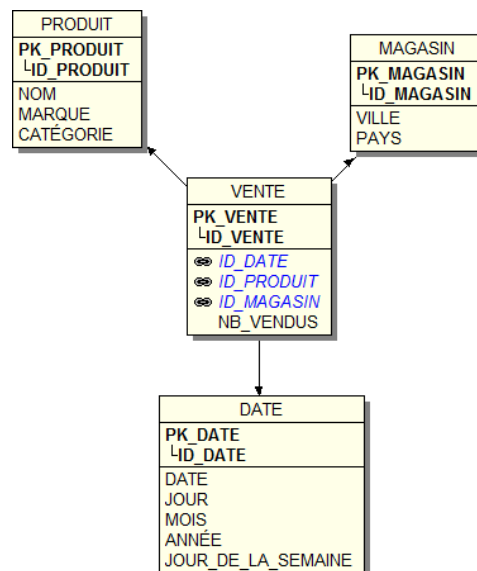 PRODUIT
PK_PRODUIT
ID_PRODUIT
NOM
MARQUE
CATÉGORIE
MAGASIN
PK_MAGASIN
ID_MAGASIN
VILLE
PAYS
VENTE
PK_VENTE
ID_VENTE
ID_DATE
ID_PRODUIT
ID_MAGASIN
NB_VENDUS
DATE
PK_DATE
ID_DATE
DATE
JOUR
MOIS
ANNÉE
JOUR_DE_LA_SEMAINE